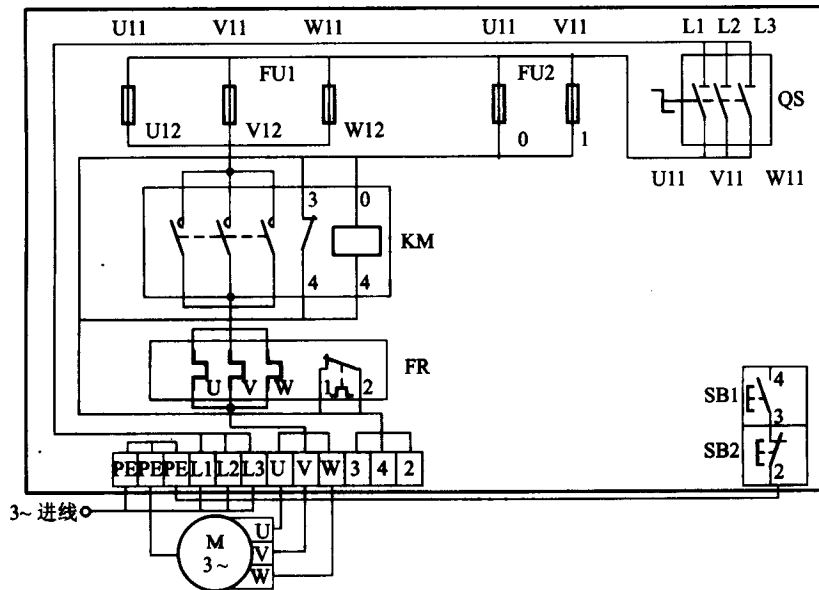 U11 V11 W11 U11 V11 L1 L2 L3
FU1 FU2 QS
U12 V12 W12 0 1
U11 V11 W11
3 0
KM
4 4
FR
U V W 1 2
SB1 4
3
SB2
2
PE PE PE L1 L2 L3 U V W 3 4 2
3~ 进线
M
3~
U
V
W